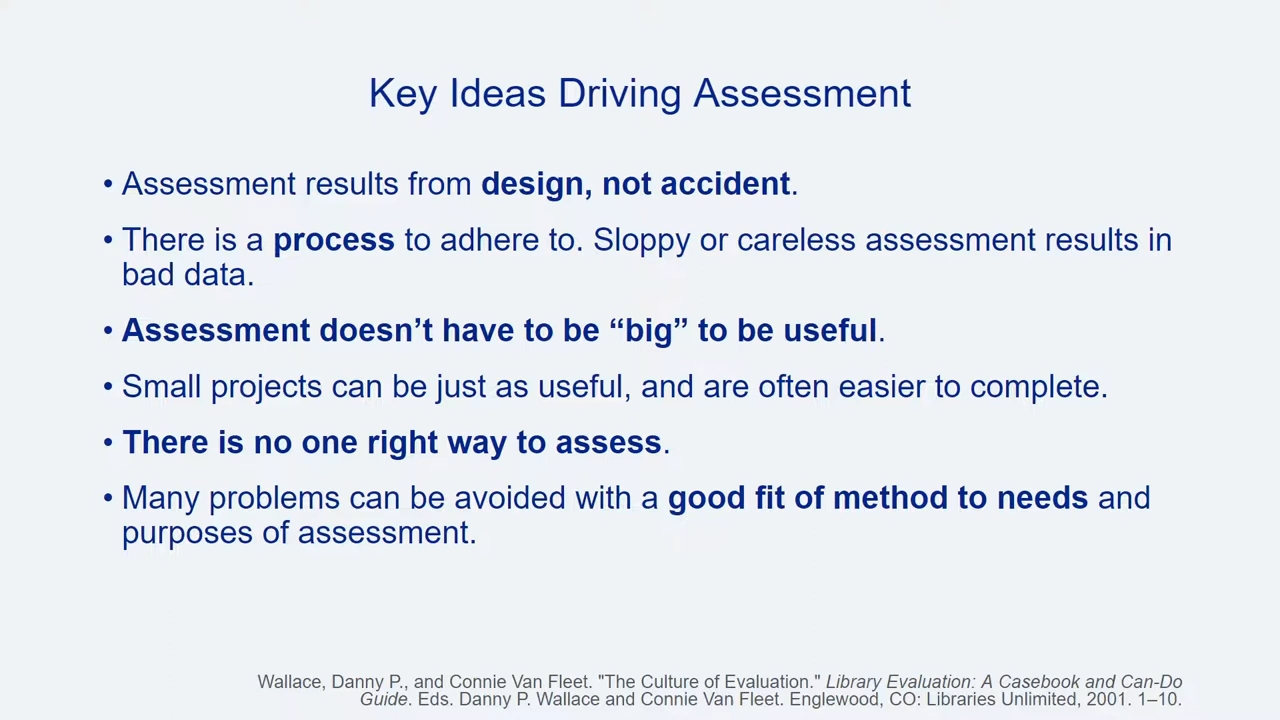 Key Ideas Driving Assessment
• Assessment results from design, not accident.
• There is a process to adhere to. Sloppy or careless assessment results in
bad data.
• Assessment doesn’t have to be “big” to be useful.
• Small projects can be just as useful, and are often easier to complete.
• There is no one right way to assess.
• Many problems can be avoided with a good fit of method to needs and
purposes of assessment.
Wallace, Danny P., and Connie Van Fleet. "The Culture of Evaluation." Library Evaluation: A Casebook and Can-Do
Guide. Eds. Danny P. Wallace and Connie Van Fleet. Englewood, CO: Libraries Unlimited, 2001. 1–10.